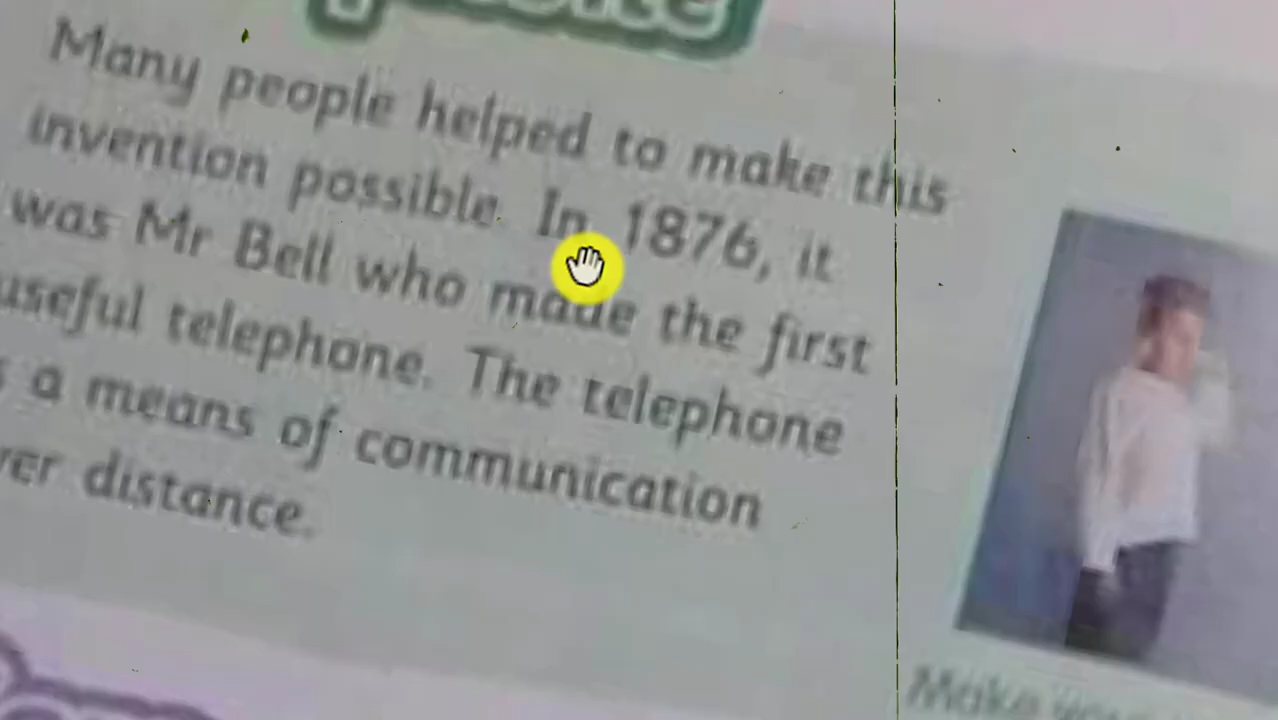 Many people helped to make this
invention possible. In 1876, it
was Mr Bell who made the first
useful telephone. The telephone
a means of communication
distance.
Make